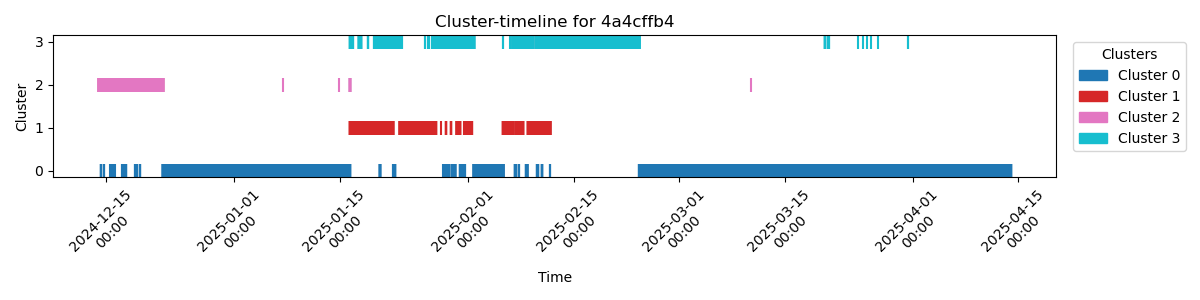 Cluster-timeline for 4a4cffb4
Cluster
3
2
1
0
2024-12-15
00:00
2025-01-01
00:00
2025-01-15
00:00
2025-02-01
00:00
2025-02-15
00:00
2025-03-01
00:00
2025-03-15
00:00
2025-04-01
00:00
2025-04-15
00:00
Time
Clusters
Cluster 0
Cluster 1
Cluster 2
Cluster 3